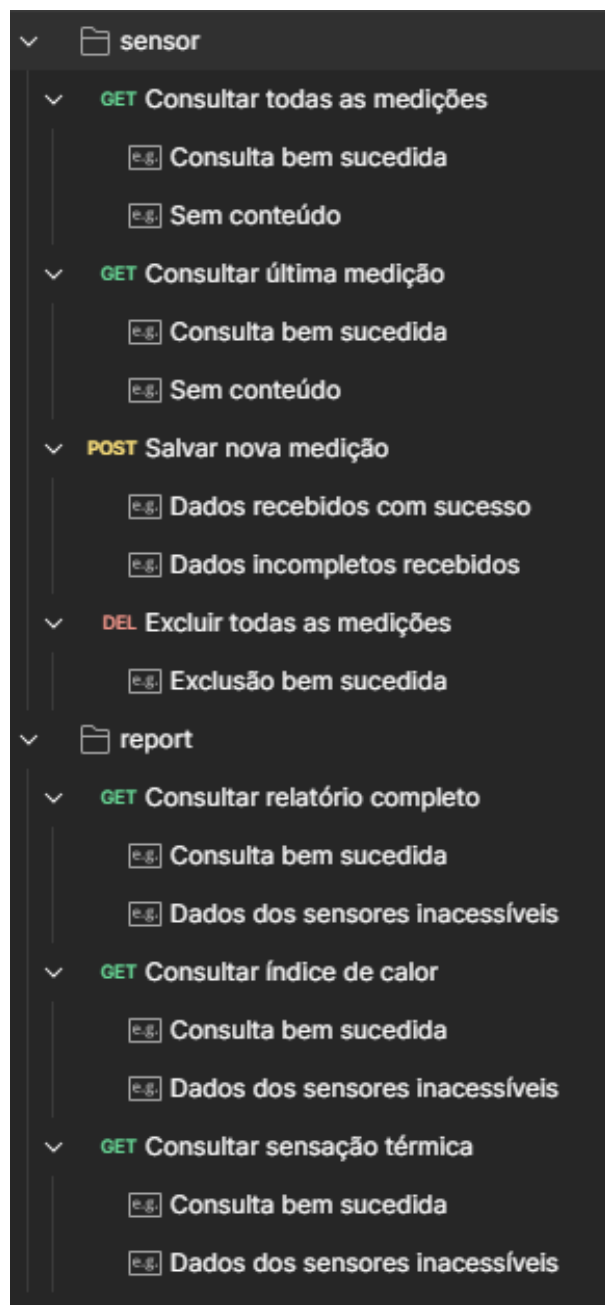 sensor
GET Consultar todas as medições
e.g. Consulta bem sucedida
e.g. Sem conteúdo
GET Consultar última medição
e.g. Consulta bem sucedida
e.g. Sem conteúdo
POST Salvar nova medição
e.g. Dados recebidos com sucesso
e.g. Dados incompletos recebidos
DEL Excluir todas as medições
e.g. Exclusão bem sucedida
report
GET Consultar relatório completo
e.g. Consulta bem sucedida
e.g. Dados dos sensores inacessíveis
GET Consultar índice de calor
e.g. Consulta bem sucedida
e.g. Dados dos sensores inacessíveis
GET Consultar sensação térmica
e.g. Consulta bem sucedida
e.g. Dados dos sensores inacessíveis